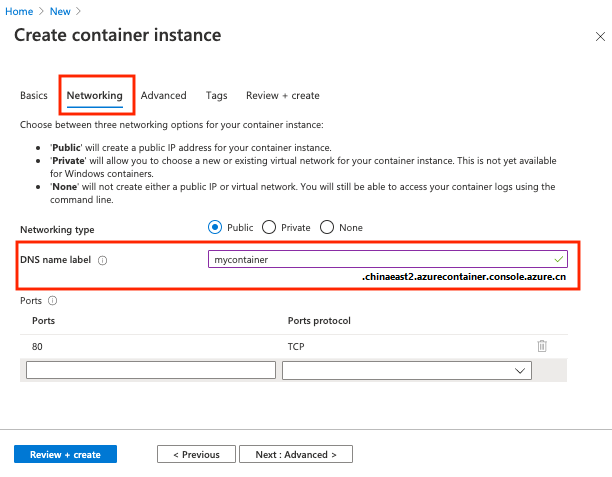 Home > New >
Create container instance
Basics Networking Advanced Tags Review + create
Choose between three networking options for your container instance:
• 'Public' will create a public IP address for your container instance.
• 'Private' will allow you to choose a new or existing virtual network for your container instance. This is not yet available
for Windows containers.
• 'None' will not create either a public IP or virtual network. You will still be able to access your container logs using the
command line.
Networking type Public Private None
DNS name label mycontainer
.chinaeast2.azurecontainer.console.azure.cn
Ports
Ports Ports protocol
80 TCP
Review + create < Previous Next : Advanced >